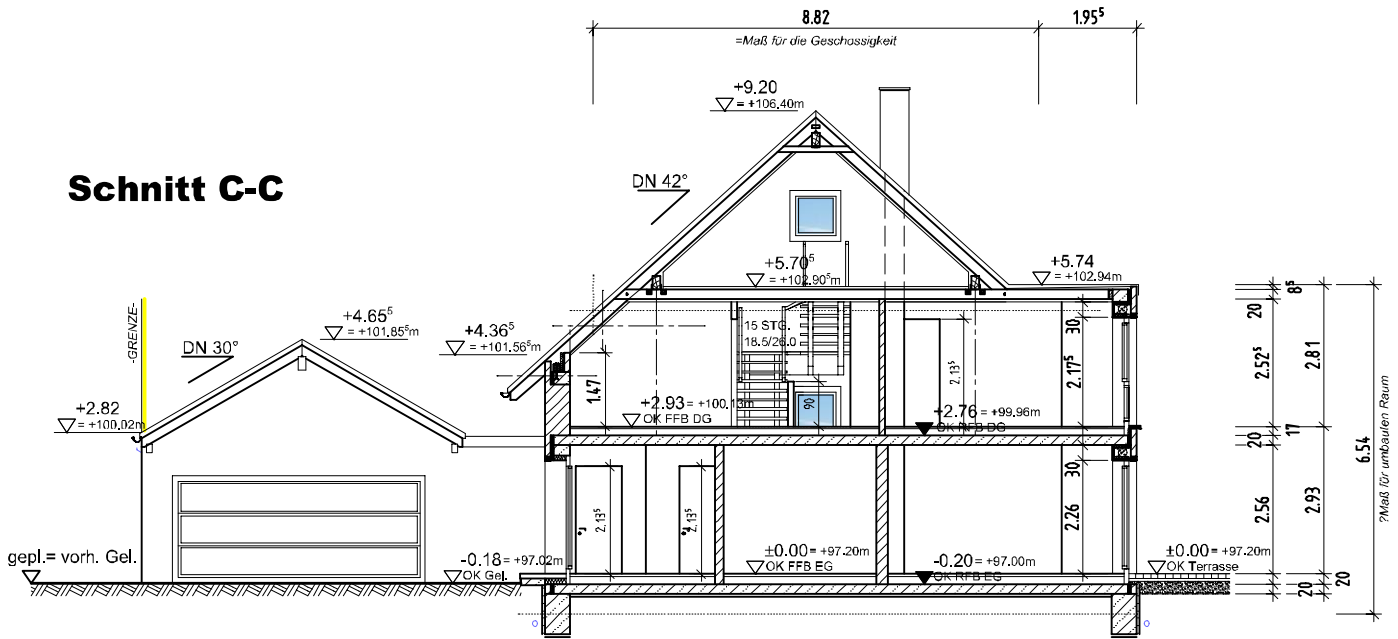 8.82
1.95⁵
=Maß für die Geschossigkeit
+9.20
= +106.40m
Schnitt C-C
DN 42°
+5.70⁵
= +102.90⁵m
+5.74
= +102.94m
8⁵
20
-GRENZE-
+4.65⁵
= +101.85⁵m
+4.36⁵
= +101.56⁵m
DN 30°
15 STG.
18.5/26.0
30
2.13⁵
2.17⁵
2.52⁵
2.81
1.47
90
+2.82
= +100.02m
+2.93 = +100.13m
OK FFB DG
+2.76 = +99.96m
OK RFB DG
17
20
6.54
?Maß für umbauten Raum
30
2.13⁵
2.13⁵
2.26
2.56
2.93
gepl.= vorh. Gel.
-0.18 = +97.02m
OK Gel.
±0.00 = +97.20m
OK FFB EG
-0.20 = +97.00m
OK RFB EG
±0.00 = +97.20m
OK Terrasse
20
20